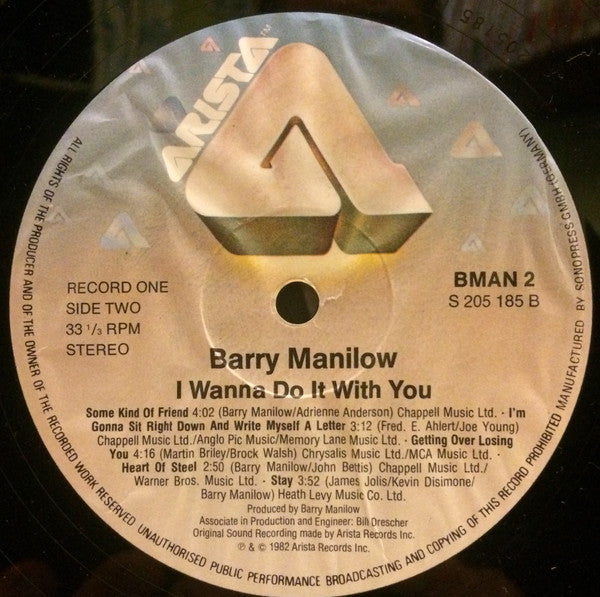 ARISTA™
RECORD ONE
SIDE TWO
33 1/3 RPM
STEREO
BMAN 2
S 205 185 B
Barry Manilow
I Wanna Do It With You
Some Kind Of Friend 4:02 (Barry Manilow/Adrienne Anderson) Chappell Music Ltd. · I'm
Gonna Sit Right Down And Write Myself A Letter 3:12 (Fred. E. Ahlert/Joe Young)
Chappell Music Ltd./Anglo Pic Music/Memory Lane Music Ltd. · Getting Over Losing
You 4:16 (Martin Briley/Brock Walsh) Chrysalis Music Ltd./MCA Music Ltd. ·
Heart Of Steel 2:50 (Barry Manilow/John Bettis) Chappell Music Ltd./
Warner Bros. Music Ltd. · Stay 3:52 (James Jolis/Kevin Disimone/
Barry Manilow) Heath Levy Music Co. Ltd.
Produced by Barry Manilow
Associate in Production and Engineer: Bill Drescher
Original Sound Recording made by Arista Records Inc.
℗ & © 1982 Arista Records Inc.
ALL RIGHTS OF THE PRODUCER AND OF THE OWNER OF THE RECORDED WORK RESERVED UNAUTHORISED PUBLIC PERFORMANCE BROADCASTING AND COPYING OF THIS RECORD PROHIBITED MANUFACTURED BY SONOPRESS GMBH (GERMANY)